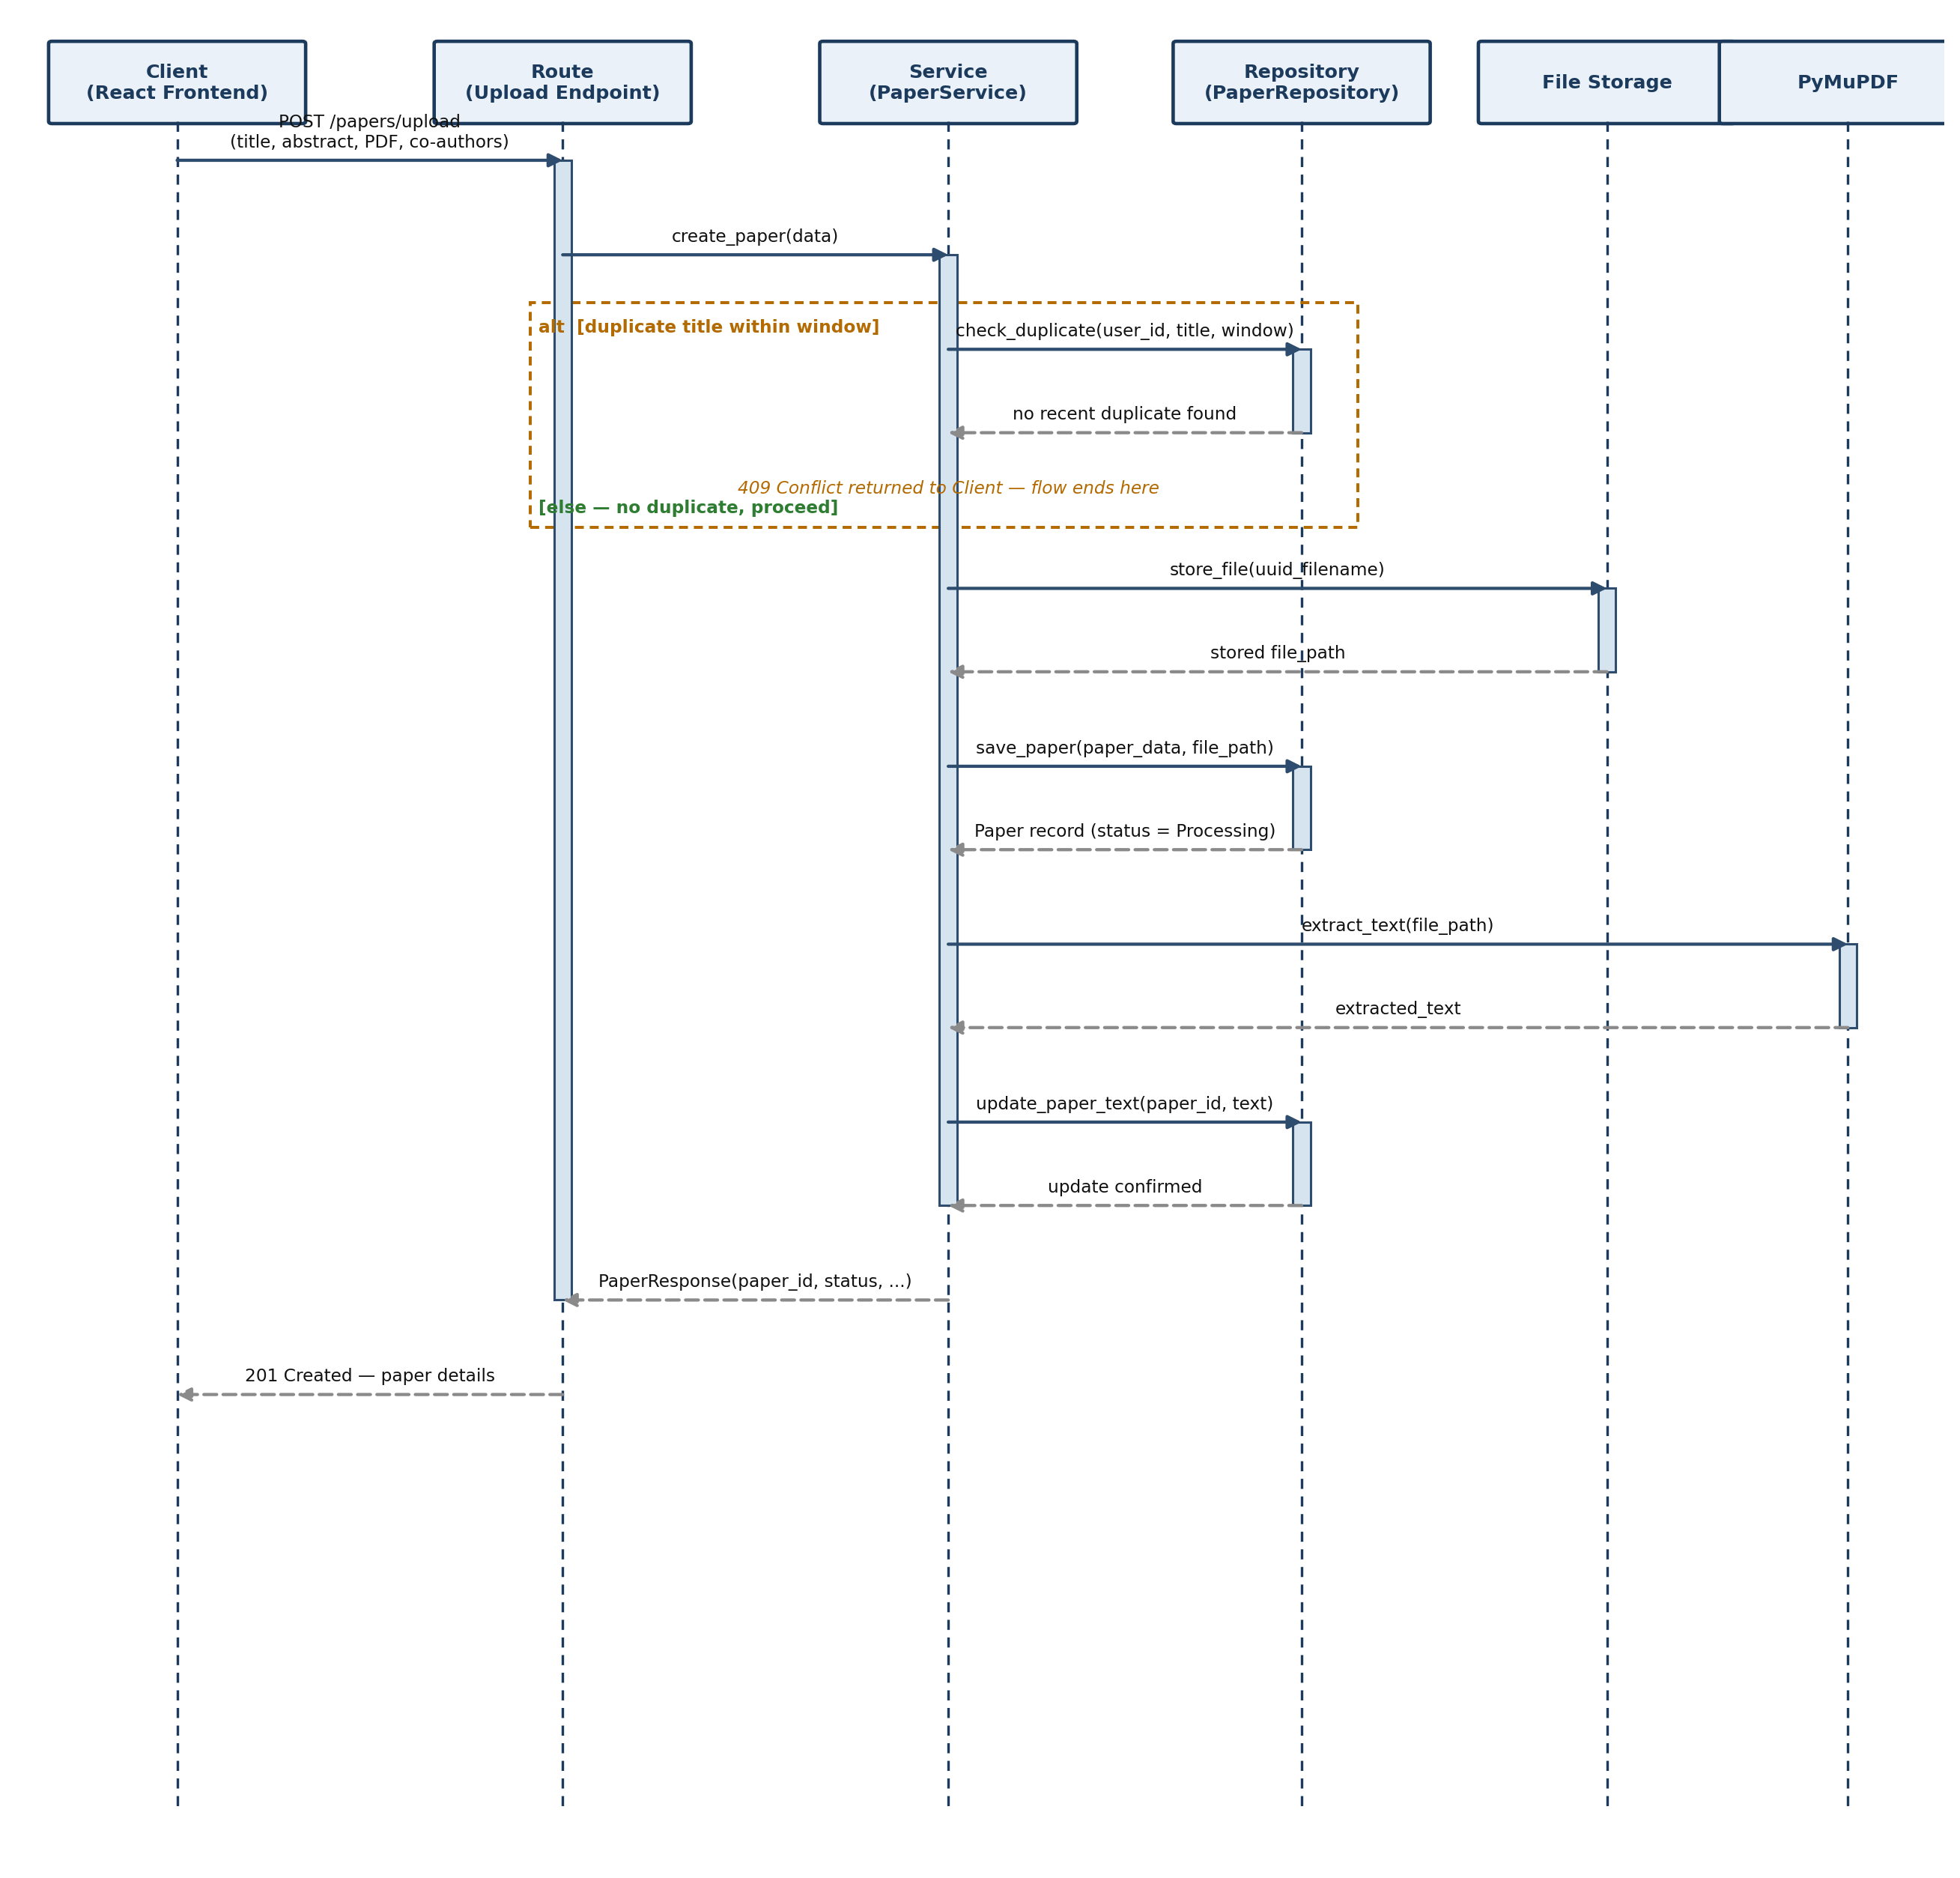 Client
(React Frontend)
Route
(Upload Endpoint)
Service
(PaperService)
Repository
(PaperRepository)
File Storage
PyMuPDF
POST /papers/upload
(title, abstract, PDF, co-authors)
create_paper(data)
alt  [duplicate title within window]
check_duplicate(user_id, title, window)
no recent duplicate found
409 Conflict returned to Client — flow ends here
[else — no duplicate, proceed]
store_file(uuid_filename)
stored file_path
save_paper(paper_data, file_path)
Paper record (status = Processing)
extract_text(file_path)
extracted_text
update_paper_text(paper_id, text)
update confirmed
PaperResponse(paper_id, status, ...)
201 Created — paper details